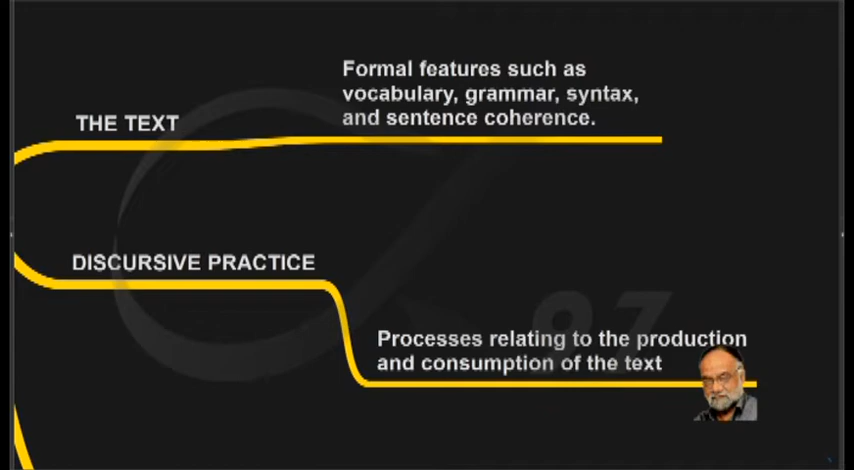 Formal features such as
vocabulary, grammar, syntax,
and sentence coherence.
THE TEXT
DISCURSIVE PRACTICE
Processes relating to the production
and consumption of the text
97